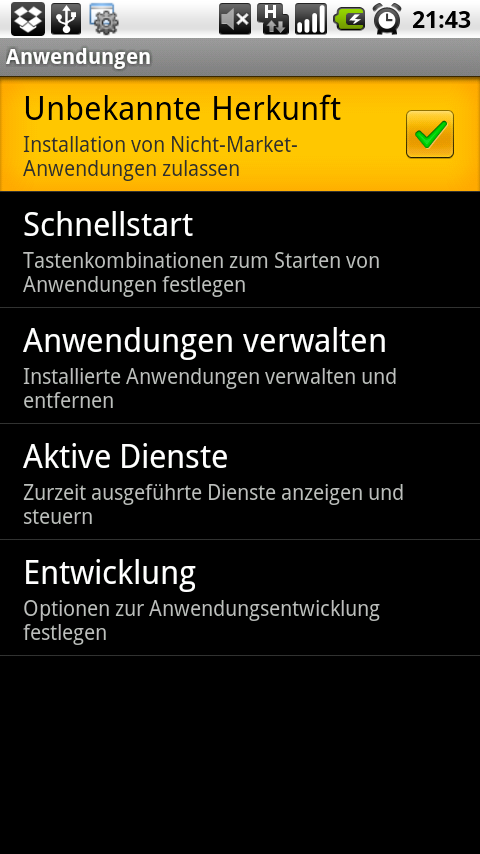 H
21:43
Anwendungen
Unbekannte Herkunft
Installation von Nicht-Market-
Anwendungen zulassen
Schnellstart
Tastenkombinationen zum Starten von
Anwendungen festlegen
Anwendungen verwalten
Installierte Anwendungen verwalten und
entfernen
Aktive Dienste
Zurzeit ausgeführte Dienste anzeigen und
steuern
Entwicklung
Optionen zur Anwendungsentwicklung
festlegen